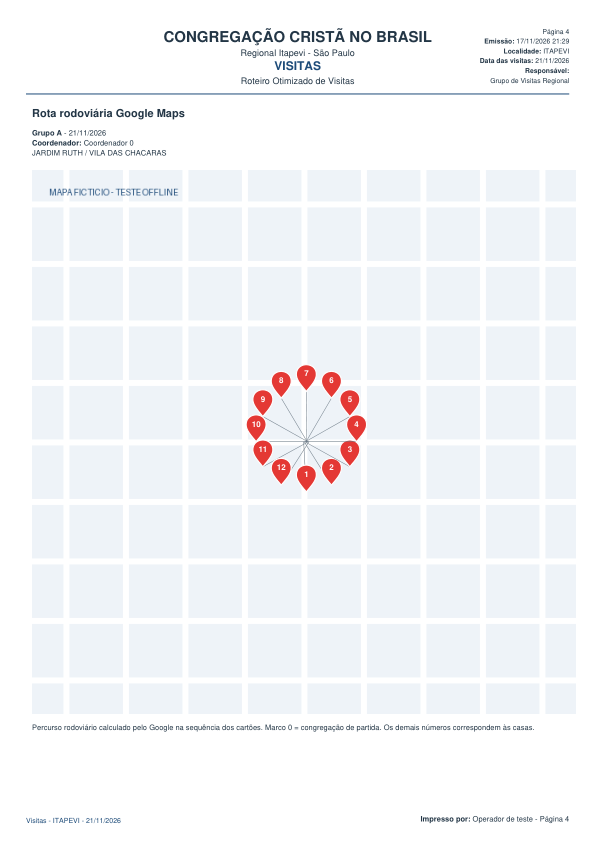 CONGREGAÇÃO CRISTÃ NO BRASIL
Regional Itapevi - São Paulo
VISITAS
Roteiro Otimizado de Visitas
Página 4
Emissão: 17/11/2026 21:29
Localidade: ITAPEVI
Data das visitas: 21/11/2026
Responsável:
Grupo de Visitas Regional
Rota rodoviária Google Maps
Grupo A - 21/11/2026
Coordenador: Coordenador 0
JARDIM RUTH / VILA DAS CHACARAS
MAPA FICTICIO - TESTE OFFLINE
7
8
6
9
5
10
4
11
3
12
2
1
Percurso rodoviário calculado pelo Google na sequência dos cartões. Marco 0 = congregação de partida. Os demais números correspondem às casas.
Visitas - ITAPEVI - 21/11/2026
Impresso por: Operador de teste - Página 4